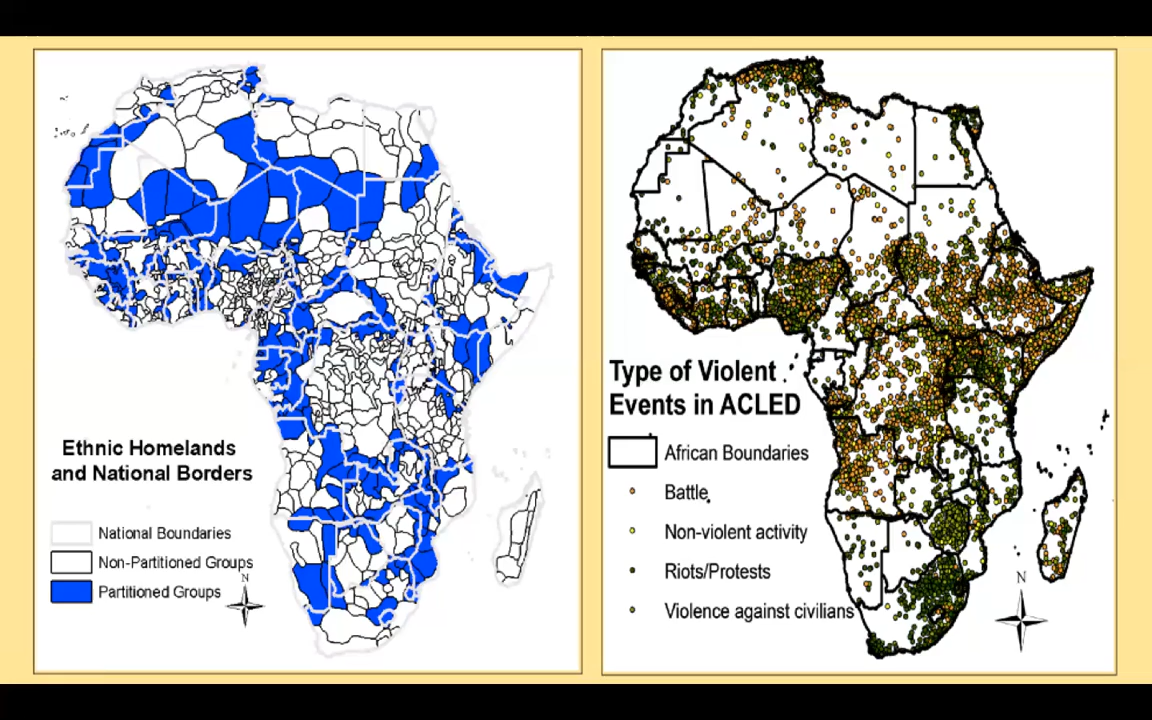 Ethnic Homelands
and National Borders
National Boundaries
Non-Partitioned Groups
Partitioned Groups
N
Type of Violent
Events in ACLED
African Boundaries
Battle
Non-violent activity
Riots/Protests
Violence against civilians
N